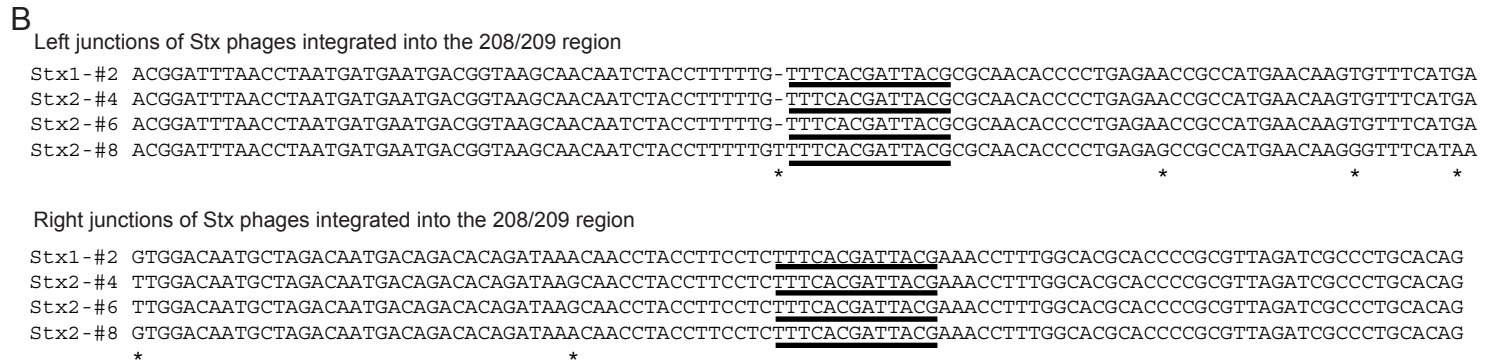 B
Left junctions of Stx phages integrated into the 208/209 region
Stx1-#2 ACGGATTTAACCTAATGATGAATGACGGTAAGCAACAATCTACCTTTTTG-TTTCACGATTACGCGCAACACCCCTGAGAACCGCCATGAACAAGTGTTTCATGA
Stx2-#4 ACGGATTTAACCTAATGATGAATGACGGTAAGCAACAATCTACCTTTTTG-TTTCACGATTACGCGCAACACCCCTGAGAACCGCCATGAACAAGTGTTTCATGA
Stx2-#6 ACGGATTTAACCTAATGATGAATGACGGTAAGCAACAATCTACCTTTTTG-TTTCACGATTACGCGCAACACCCCTGAGAACCGCCATGAACAAGTGTTTCATGA
Stx2-#8 ACGGATTTAACCTAATGATGAATGACGGTAAGCAACAATCTACCTTTTTGTTTTCACGATTACGCGCAACACCCCTGAGAGCCGCCATGAACAAGGGTTTCATAA
* * * *
Right junctions of Stx phages integrated into the 208/209 region
Stx1-#2 GTGGACAATGCTAGACAATGACAGACACAGATAAACAACCTACCTTCCTCTTTCACGATTACGAAACCTTTGGCACGCACCCCGCGTTAGATCGCCCTGCACAG
Stx2-#4 TTGGACAATGCTAGACAATGACAGACACAGATAAGCAACCTACCTTCCTCTTTCACGATTACGAAACCTTTGGCACGCACCCCGCGTTAGATCGCCCTGCACAG
Stx2-#6 TTGGACAATGCTAGACAATGACAGACACAGATAAGCAACCTACCTTCCTCTTTCACGATTACGAAACCTTTGGCACGCACCCCGCGTTAGATCGCCCTGCACAG
Stx2-#8 GTGGACAATGCTAGACAATGACAGACACAGATAAACAACCTACCTTCCTCTTTCACGATTACGAAACCTTTGGCACGCACCCCGCGTTAGATCGCCCTGCACAG
* *